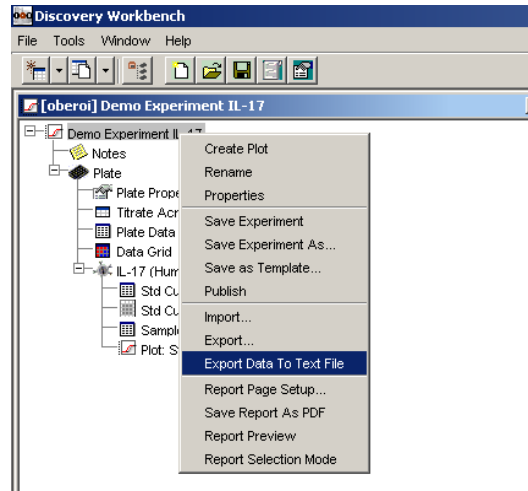 Discovery Workbench
File Tools Window Help
[oberoi] Demo Experiment IL-17
Demo Experiment IL-17
Notes
Plate
Plate Prope
Titrate Acr
Plate Data
Data Grid
IL-17 (Hum
Std Cu
Std Cu
Sampl
Plot: S
Create Plot
Rename
Properties
Save Experiment
Save Experiment As...
Save as Template...
Publish
Import...
Export...
Export Data To Text File
Report Page Setup...
Save Report As PDF
Report Preview
Report Selection Mode